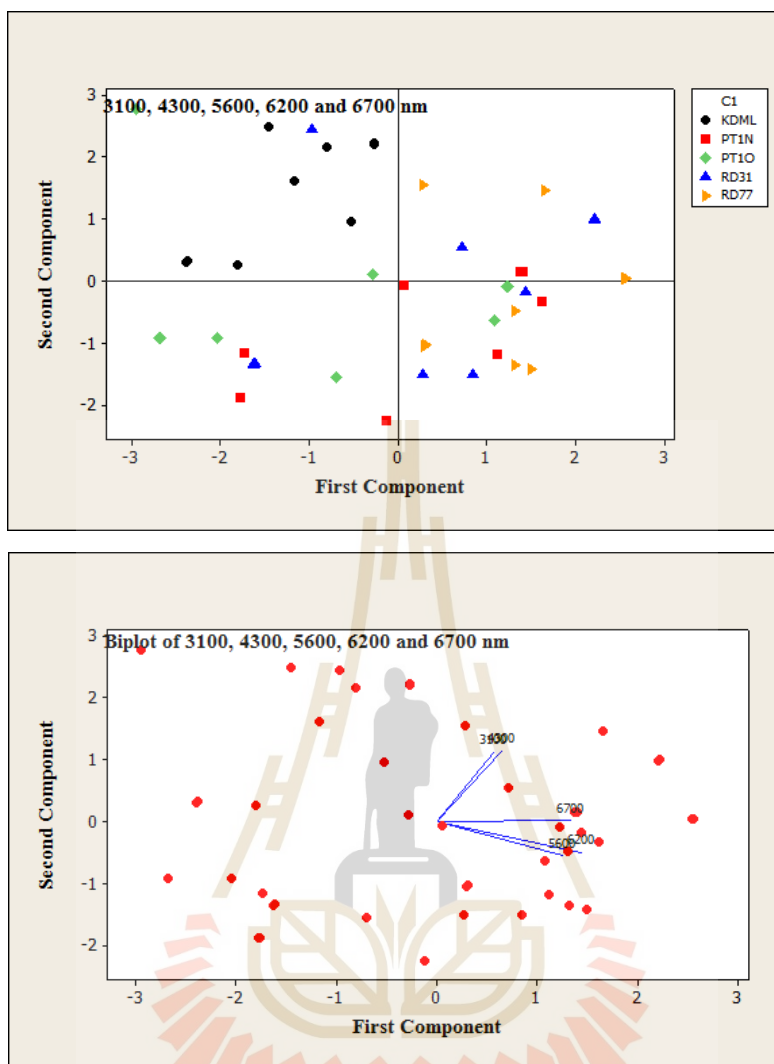 3100, 4300, 5600, 6200 and 6700 nm
C1
KDML
PT1N
PT1O
RD31
RD77
3
2
1
0
-1
-2
Second Component
-3 -2 -1 0 1 2 3
First Component
Biplot of 3100, 4300, 5600, 6200 and 6700 nm
3
2
1
0
-1
-2
Second Component
3100 4300
6700
5600 6200
-3 -2 -1 0 1 2 3
First Component